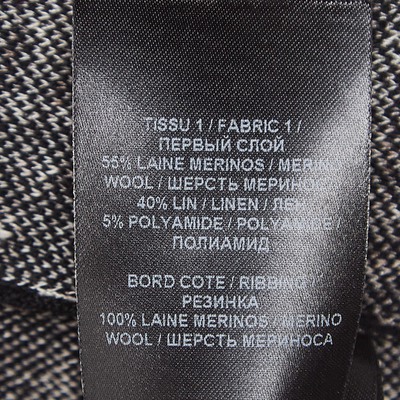 TISSU 1 / FABRIC 1 /
ПЕРВЫЙ СЛОЙ
55% LAINE MERINOS / MERINO
WOOL / ШЕРСТЬ МЕРИНОСА
40% LIN / LINEN / ЛЕН
5% POLYAMIDE / POLYAMIDE /
ПОЛИАМИД
BORD COTE / RIBBING /
РЕЗИНКА
100% LAINE MERINOS / MERINO
WOOL / ШЕРСТЬ МЕРИНОСА